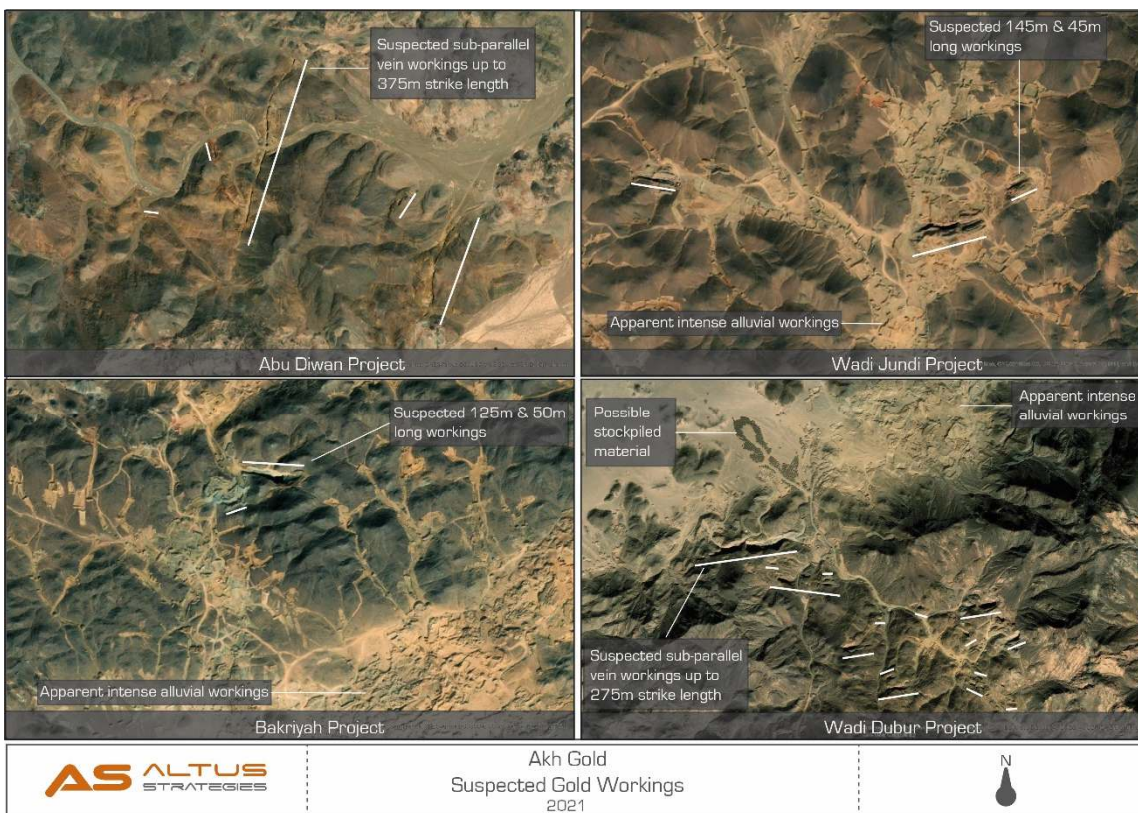 Suspected sub-parallel
vein workings up to
375m strike length
Abu Diwan Project
Suspected 145m & 45m
long workings
Apparent intense alluvial workings
Wadi Jundi Project
Suspected 125m & 50m
long workings
Apparent intense alluvial workings
Bakriyah Project
Possible
stockpiled
material
Apparent intense
alluvial workings
Suspected sub-parallel
vein workings up to
275m strike length
Wadi Dubur Project
AS ALTUS
STRATEGIES
Akh Gold
Suspected Gold Workings
2021
N